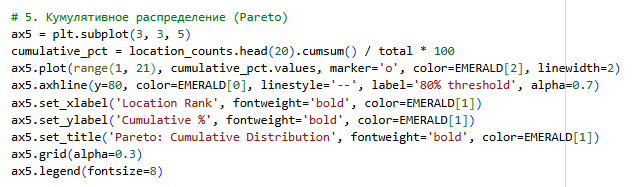 # 5. Кумулятивное распределение (Pareto)
ax5 = plt.subplot(3, 3, 5)
cumulative_pct = location_counts.head(20).cumsum() / total * 100
ax5.plot(range(1, 21), cumulative_pct.values, marker='o', color=EMERALD[2], linewidth=2)
ax5.axhline(y=80, color=EMERALD[0], linestyle='--', label='80% threshold', alpha=0.7)
ax5.set_xlabel('Location Rank', fontweight='bold', color=EMERALD[1])
ax5.set_ylabel('Cumulative %', fontweight='bold', color=EMERALD[1])
ax5.set_title('Pareto: Cumulative Distribution', fontweight='bold', color=EMERALD[1])
ax5.grid(alpha=0.3)
ax5.legend(fontsize=8)